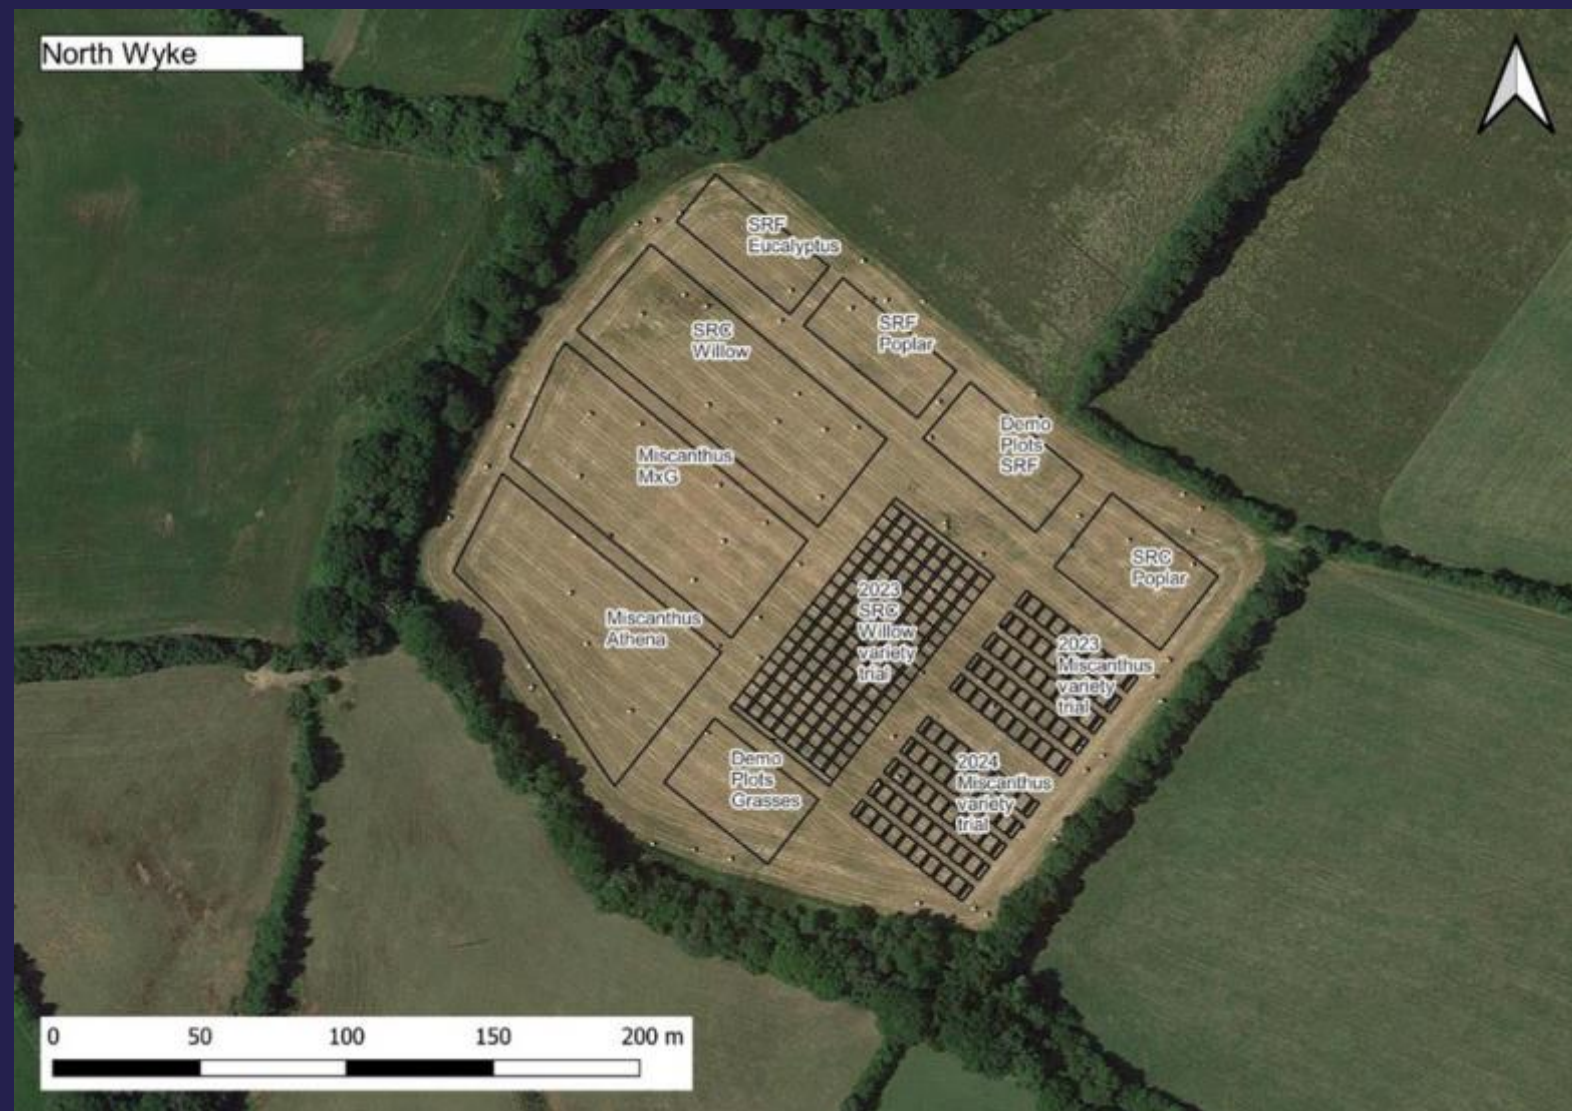 North Wyke
SRF
Eucalyptus
SRF
Poplar
SRC
Willow
Demo
Plots
SRF
Miscanthus
MxG
SRC
Poplar
2023
SRC
Willow
variety
trial
Miscanthus
Athena
2023
Miscanthus
variety
trial
Demo
Plots
Grasses
2024
Miscanthus
variety
trial
0 50 100 150 200 m